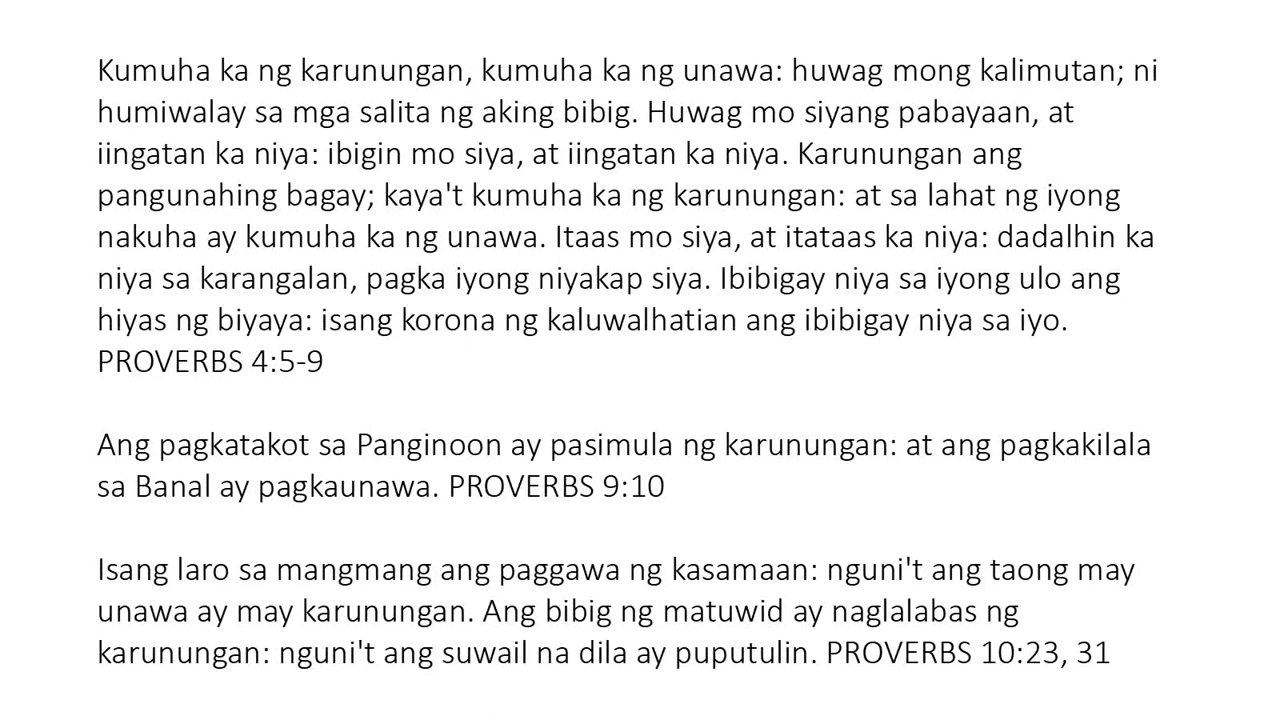 Kumuha ka ng karunungan, kumuha ka ng unawa: huwag mong kalimutan; ni
humiwalay sa mga salita ng aking bibig. Huwag mo siyang pabayaan, at
iingatan ka niya: ibigin mo siya, at iingatan ka niya. Karunungan ang
pangunahing bagay; kaya't kumuha ka ng karunungan: at sa lahat ng iyong
nakuha ay kumuha ka ng unawa. Itaas mo siya, at itataas ka niya: dadalhin ka
niya sa karangalan, pagka iyong niyakap siya. Ibibigay niya sa iyong ulo ang
hiyas ng biyaya: isang korona ng kaluwalhatian ang ibibigay niya sa iyo.
PROVERBS 4:5-9
Ang pagkatakot sa Panginoon ay pasimula ng karunungan: at ang pagkakilala
sa Banal ay pagkaunawa. PROVERBS 9:10
Isang laro sa mangmang ang paggawa ng kasamaan: nguni't ang taong may
unawa ay may karunungan. Ang bibig ng matuwid ay naglalabas ng
karunungan: nguni't ang suwail na dila ay puputulin. PROVERBS 10:23, 31